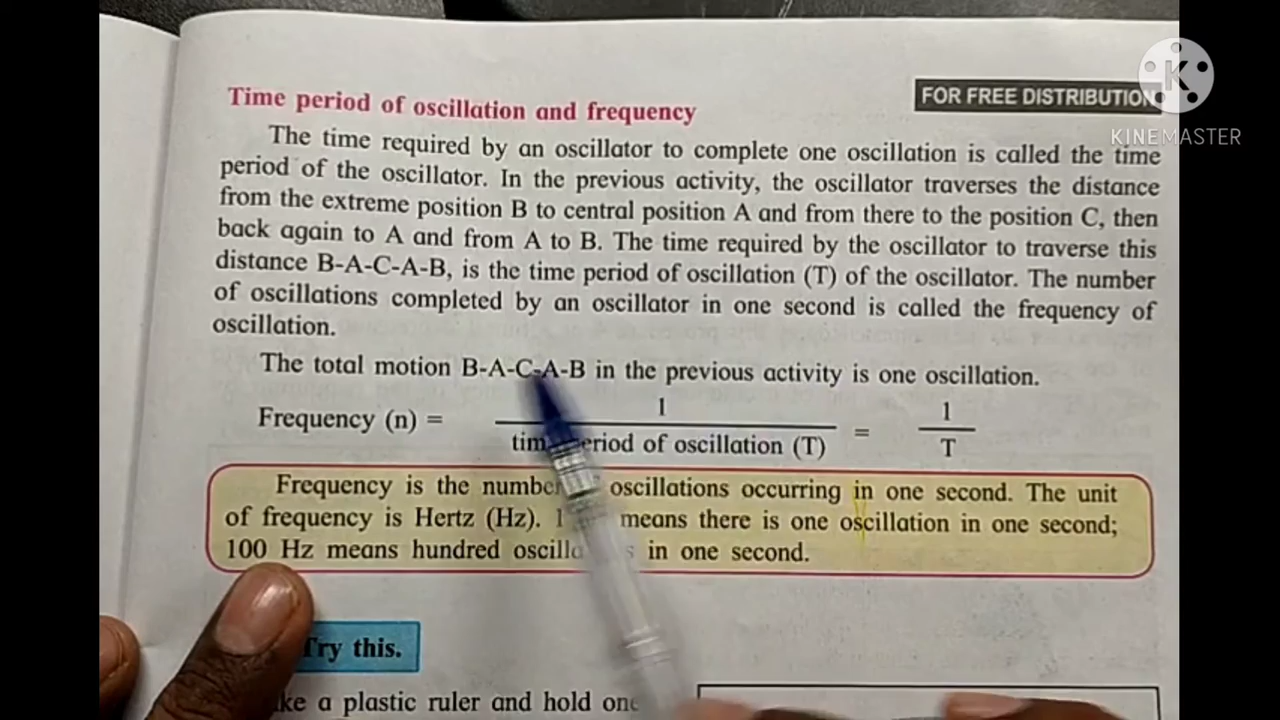 Time period of oscillation and frequency
FOR FREE DISTRIBUTION
K
KINEMASTER
The time required by an oscillator to complete one oscillation is called the time
period of the oscillator. In the previous activity, the oscillator traverses the distance
from the extreme position B to central position A and from there to the position C, then
back again to A and from A to B. The time required by the oscillator to traverse this
distance B-A-C-A-B, is the time period of oscillation (T) of the oscillator. The number
of oscillations completed by an oscillator in one second is called the frequency of
oscillation.
The total motion B-A-C-A-B in the previous activity is one oscillation.
Frequency (n) = 1 / time period of oscillation (T) = 1 / T
Frequency is the number oscillations occurring in one second. The unit
of frequency is Hertz (Hz). 1 means there is one oscillation in one second;
100 Hz means hundred in one second.
Try this.
a plastic ruler and hold one